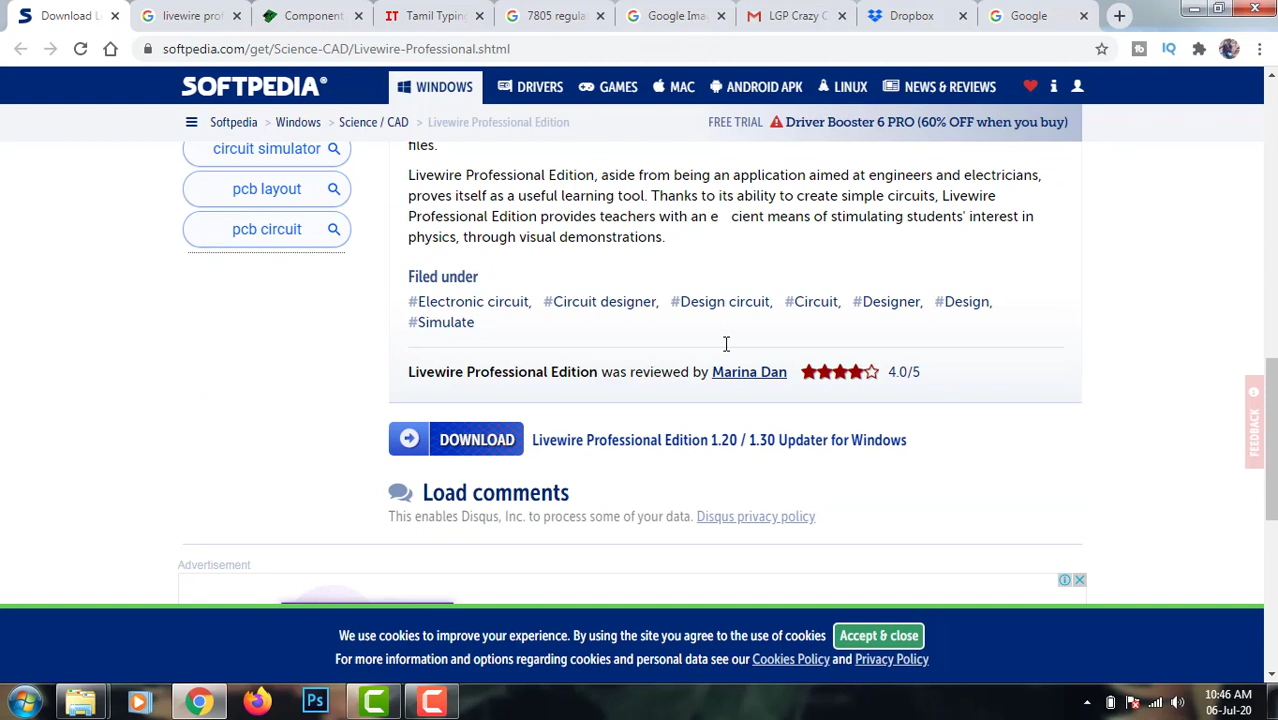 Download L
livewire prof
Component
IT Tamil Typing
7805 regula
Google Ima
LGP Crazy C
Dropbox
Google
softpedia.com/get/Science-CAD/Livewire-Professional.shtml
SOFTPEDIA®
WINDOWS
DRIVERS
GAMES
MAC
ANDROID APK
LINUX
NEWS & REVIEWS
Softpedia > Windows > Science / CAD > Livewire Professional Edition
FREE TRIAL Driver Booster 6 PRO (60% OFF when you buy)
circuit simulator
pcb layout
pcb circuit
files.
Livewire Professional Edition, aside from being an application aimed at engineers and electricians,
proves itself as a useful learning tool. Thanks to its ability to create simple circuits, Livewire
Professional Edition provides teachers with an e cient means of stimulating students' interest in
physics, through visual demonstrations.
Filed under
#Electronic circuit, #Circuit designer, #Design circuit, #Circuit, #Designer, #Design,
#Simulate
Livewire Professional Edition was reviewed by Marina Dan 4.0/5
DOWNLOAD Livewire Professional Edition 1.20 / 1.30 Updater for Windows
Load comments
This enables Disqus, Inc. to process some of your data. Disqus privacy policy
Advertisement
FEEDBACK
We use cookies to improve your experience. By using the site you agree to the use of cookies
Accept & close
For more information and options regarding cookies and personal data see our Cookies Policy and Privacy Policy
Ps
10:46 AM
06-Jul-20